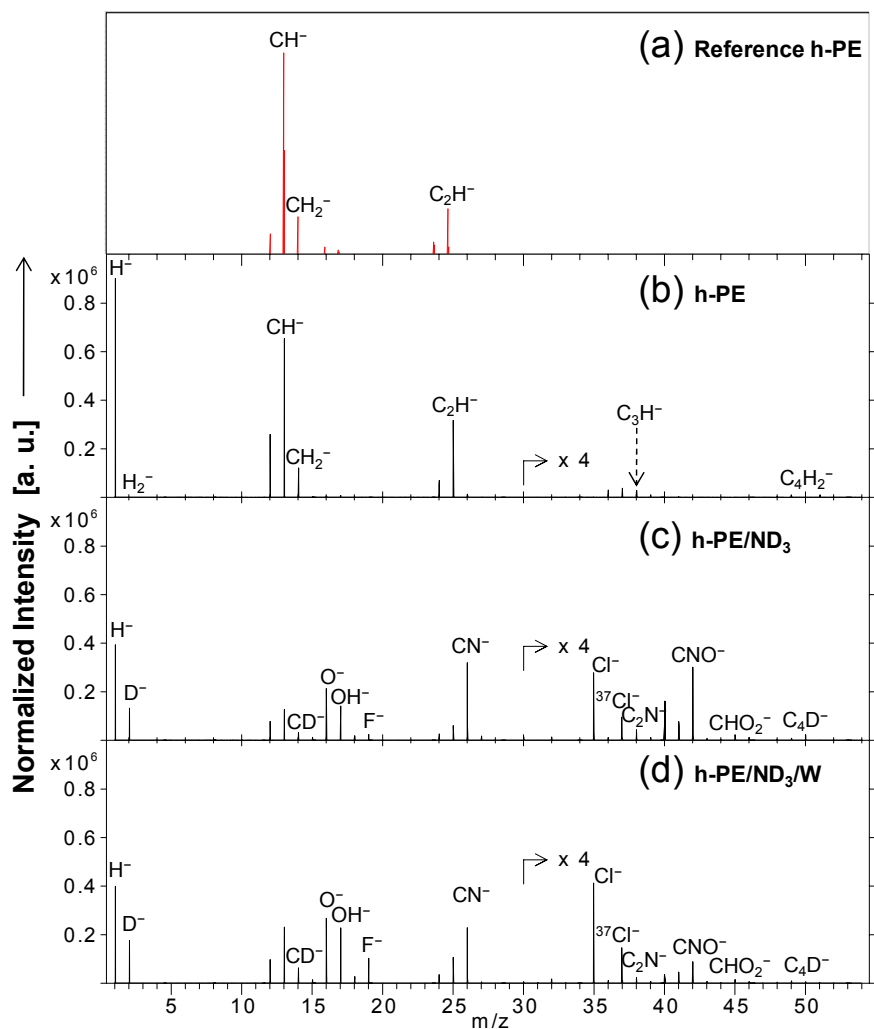 (a) Reference h-PE
CH⁻
CH₂⁻
C₂H⁻
Normalized Intensity [a. u.]
x10⁶
0.8
0.6
0.4
0.2
(b) h-PE
H⁻
H₂⁻
CH⁻
CH₂⁻
C₂H⁻
x 4
C₃H⁻
C₄H₂⁻
x10⁶
0.8
0.6
0.4
0.2
(c) h-PE/ND₃
H⁻
D⁻
CD⁻
O⁻
OH⁻
F⁻
CN⁻
x 4
Cl⁻
³⁷Cl⁻
C₂N⁻
CNO⁻
CHO₂⁻
C₄D⁻
x10⁶
0.8
0.6
0.4
0.2
(d) h-PE/ND₃/W
H⁻
D⁻
CD⁻
O⁻
OH⁻
F⁻
CN⁻
x 4
Cl⁻
³⁷Cl⁻
C₂N⁻
CNO⁻
CHO₂⁻
C₄D⁻
5 10 15 20 25 30 35 40 45 50
m/z